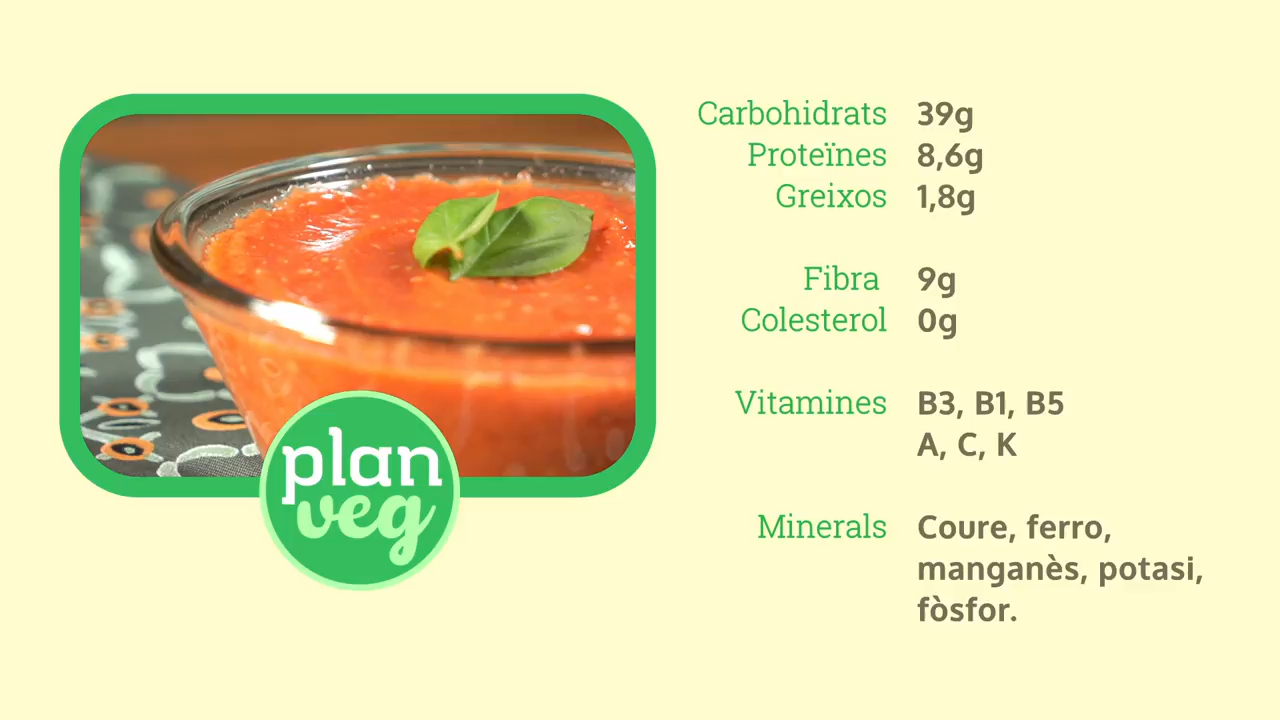 Carbohidrats 39g
Proteïnes 8,6g
Greixos 1,8g
Fibra 9g
Colesterol 0g
Vitamines B3, B1, B5
A, C, K
Minerals Coure, ferro,
manganès, potasi,
fòsfor.
plan
veg